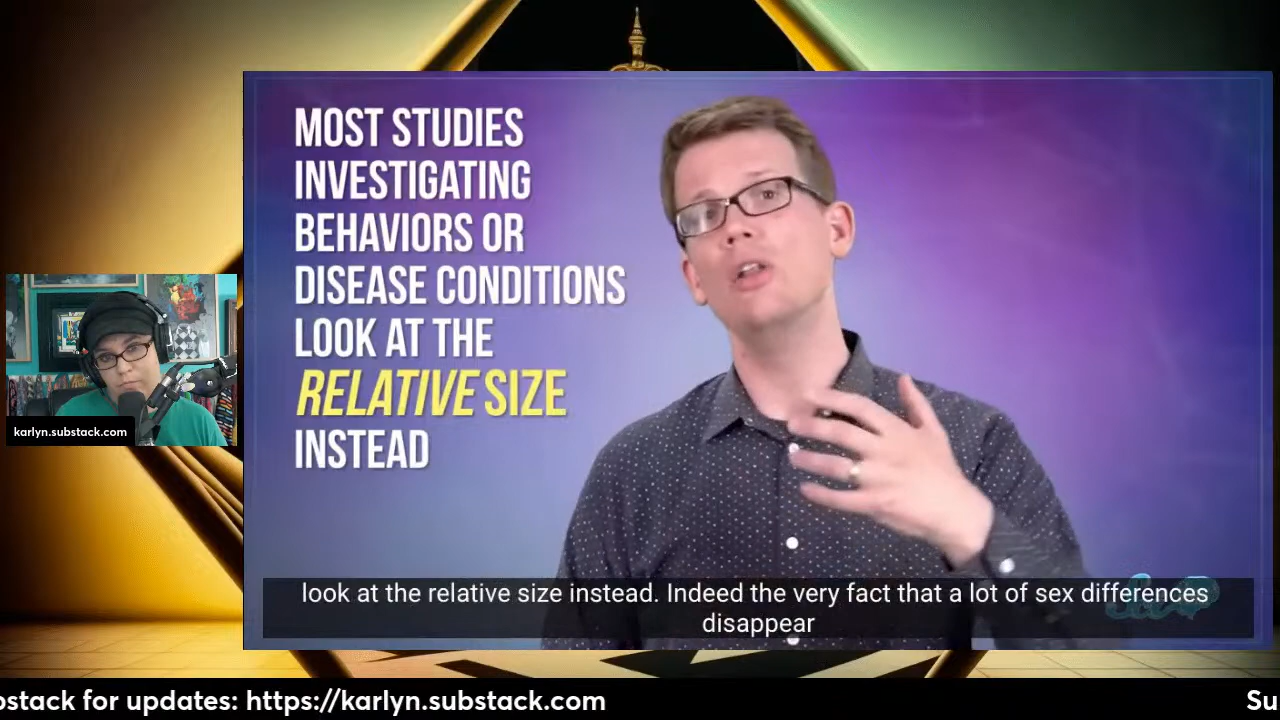 MOST STUDIES
INVESTIGATING
BEHAVIORS OR
DISEASE CONDITIONS
LOOK AT THE
RELATIVE SIZE
INSTEAD
karlyn.substack.com
look at the relative size instead. Indeed the very fact that a lot of sex differences
disappear
bstack for updates: https://karlyn.substack.com Su